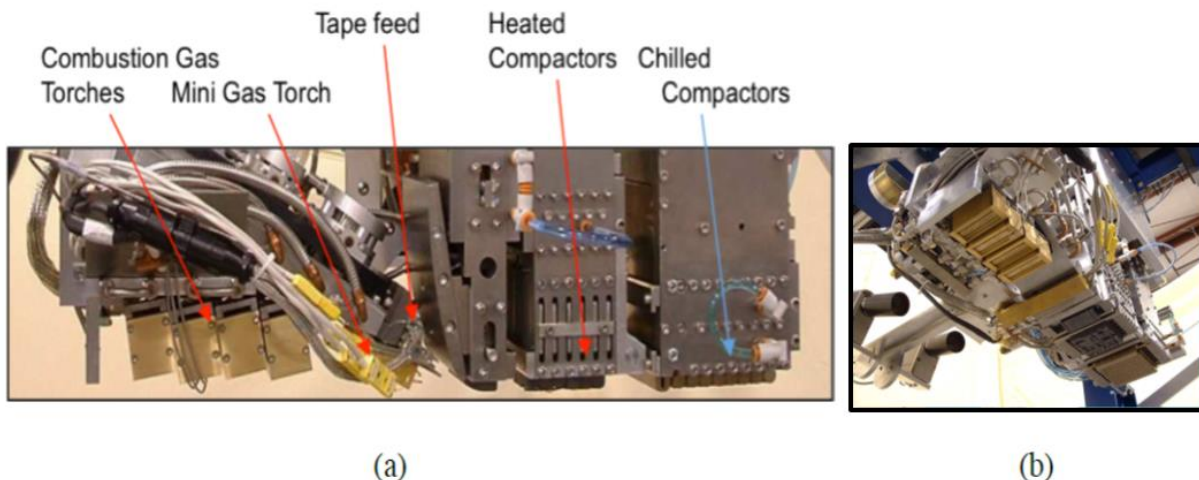 Tape feed
Heated
Compactors
Chilled
Compactors
Combustion Gas
Torches
Mini Gas Torch
(a)
(b)